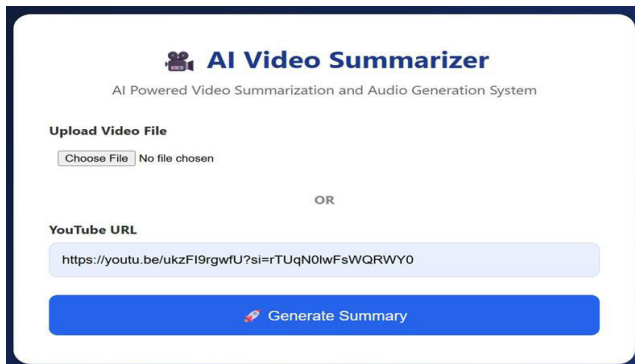 AI Video Summarizer
AI Powered Video Summarization and Audio Generation System
Upload Video File
Choose File No file chosen
OR
YouTube URL
https://youtu.be/ukzFI9rgwfU?si=rTUqN0lwFsWQRWY0
Generate Summary